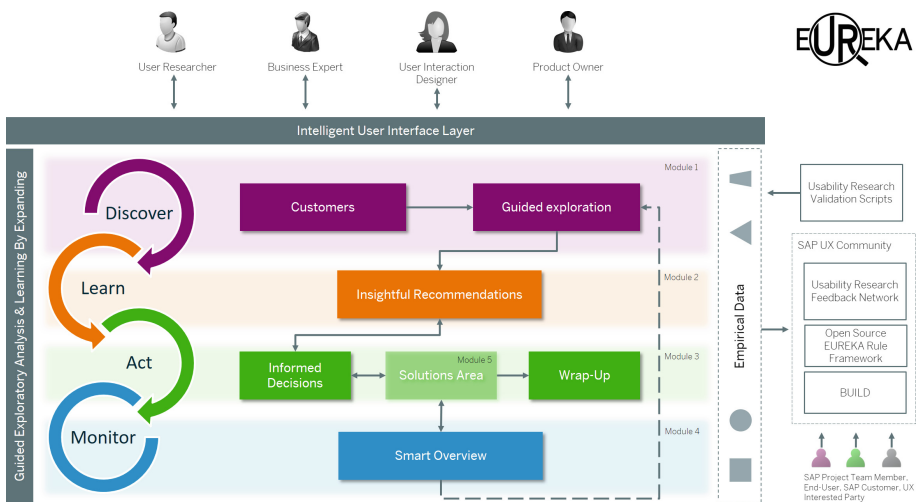 EUREKA
User Researcher
Business Expert
User Interaction
Designer
Product Owner
Intelligent User Interface Layer
Guided Exploratory Analysis & Learning By Expanding
Module 1
Discover
Customers
Guided exploration
Module 2
Learn
Insightful Recommendations
Module 3
Act
Informed
Decisions
Module 5
Solutions Area
Wrap-Up
Module 4
Monitor
Smart Overview
Empirical Data
Usability Research
Validation Scripts
SAP UX Community
Usability Research
Feedback Network
Open Source
EUREKA Rule
Framework
BUILD
SAP Project Team Member,
End-User, SAP Customer, UX
Interested Party